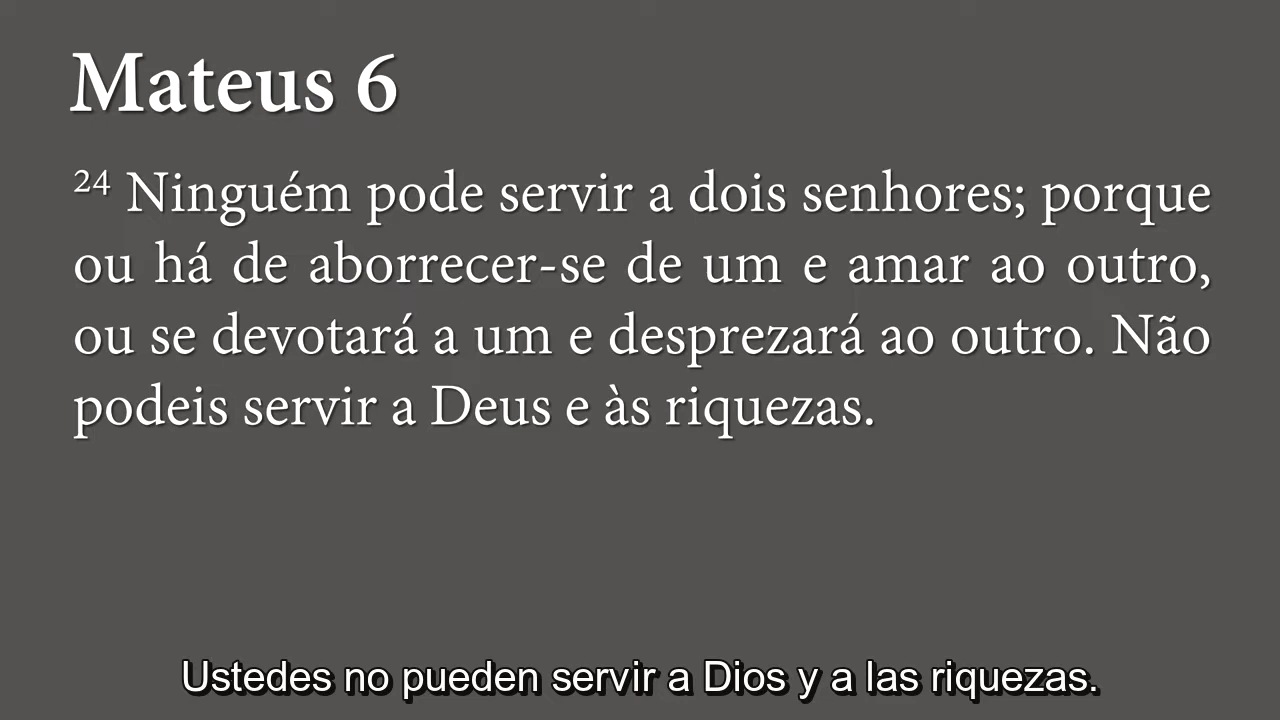 Mateus 6
24 Ninguém pode servir a dois senhores; porque
ou há de aborrecer-se de um e amar ao outro,
ou se devotará a um e desprezará ao outro. Não
podeis servir a Deus e às riquezas.
Ustedes no pueden servir a Dios y a las riquezas.